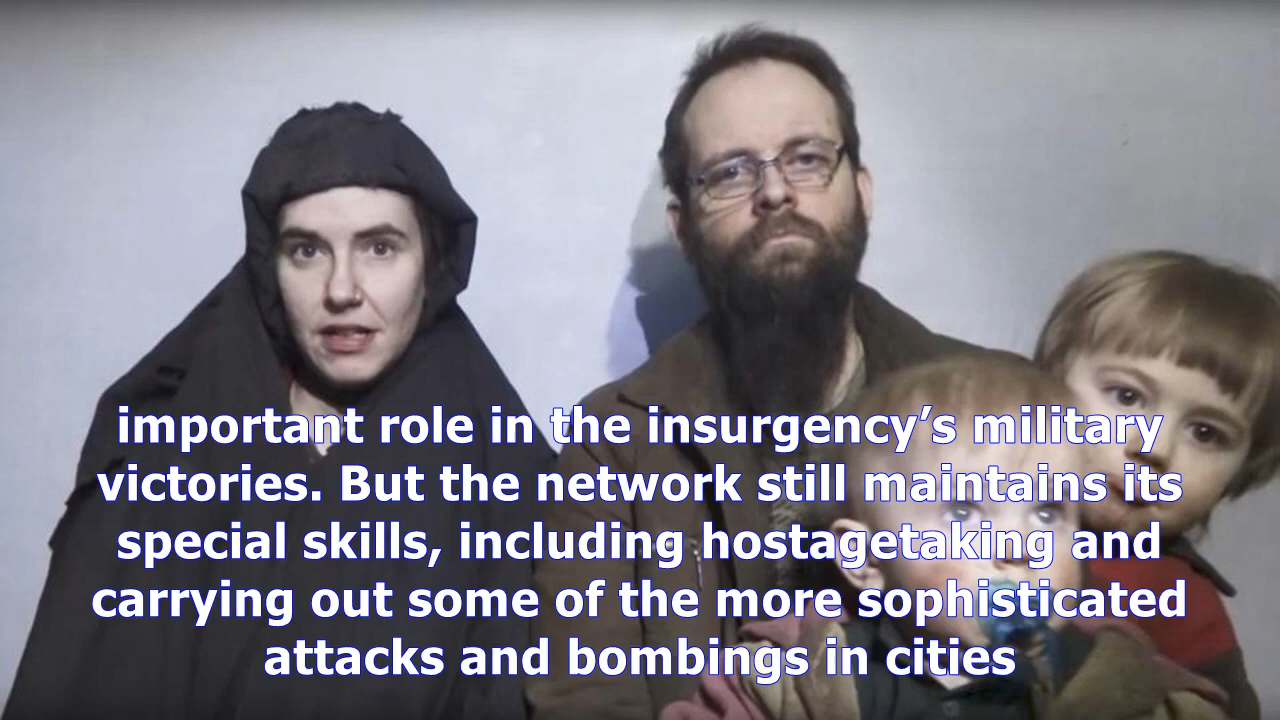 important role in the insurgency’s military
victories. But the network still maintains its
special skills, including hostagetaking and
carrying out some of the more sophisticated
attacks and bombings in cities